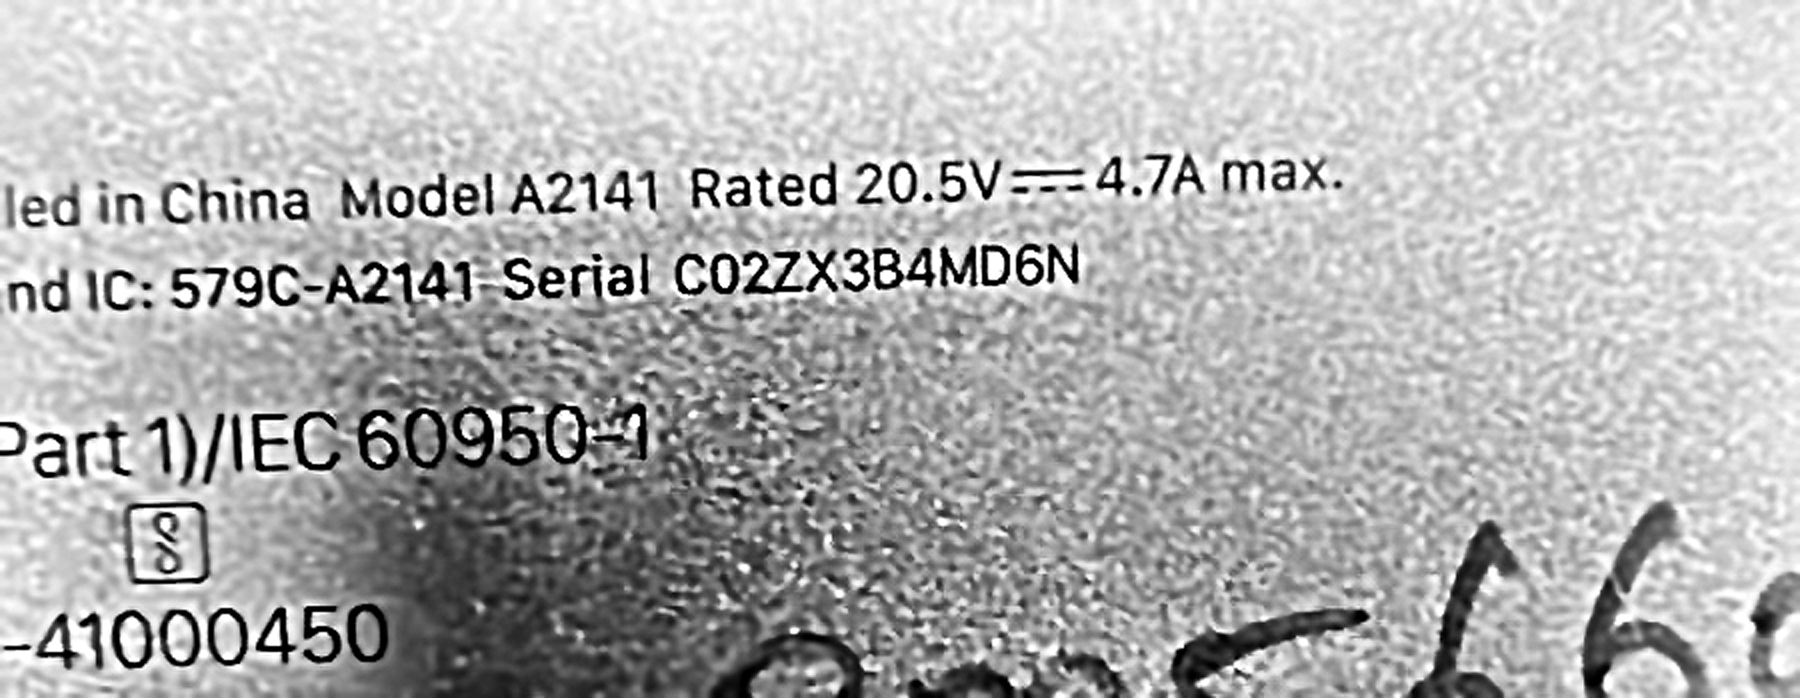 led in China Model A2141 Rated 20.5V⎓4.7A max.
nd IC: 579C-A2141 Serial C02ZX3B4MD6N
Part 1)/IEC 60950-1
-41000450